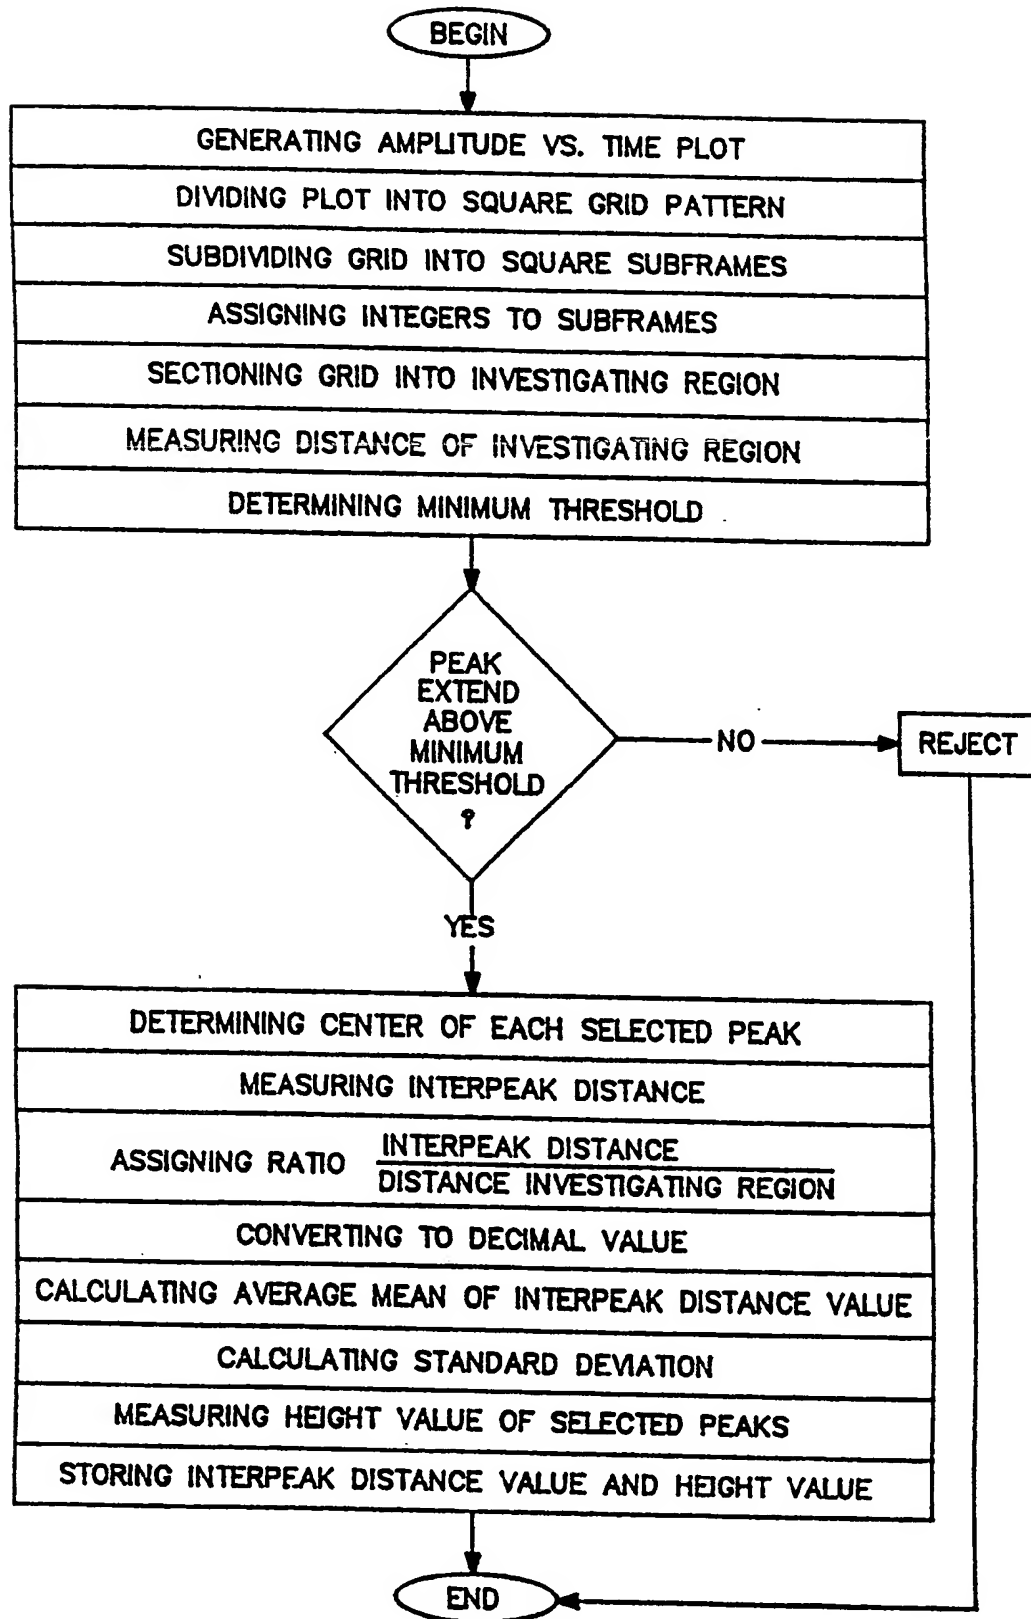 BEGIN
GENERATING AMPLITUDE VS. TIME PLOT
DIVIDING PLOT INTO SQUARE GRID PATTERN
SUBDIVIDING GRID INTO SQUARE SUBFRAMES
ASSIGNING INTEGERS TO SUBFRAMES
SECTIONING GRID INTO INVESTIGATING REGION
MEASURING DISTANCE OF INVESTIGATING REGION
DETERMINING MINIMUM THRESHOLD
PEAK
EXTEND
ABOVE
MINIMUM
THRESHOLD
?
NO
REJECT
YES
DETERMINING CENTER OF EACH SELECTED PEAK
MEASURING INTERPEAK DISTANCE
ASSIGNING RATIO INTERPEAK DISTANCE
DISTANCE INVESTIGATING REGION
CONVERTING TO DECIMAL VALUE
CALCULATING AVERAGE MEAN OF INTERPEAK DISTANCE VALUE
CALCULATING STANDARD DEVIATION
MEASURING HEIGHT VALUE OF SELECTED PEAKS
STORING INTERPEAK DISTANCE VALUE AND HEIGHT VALUE
END